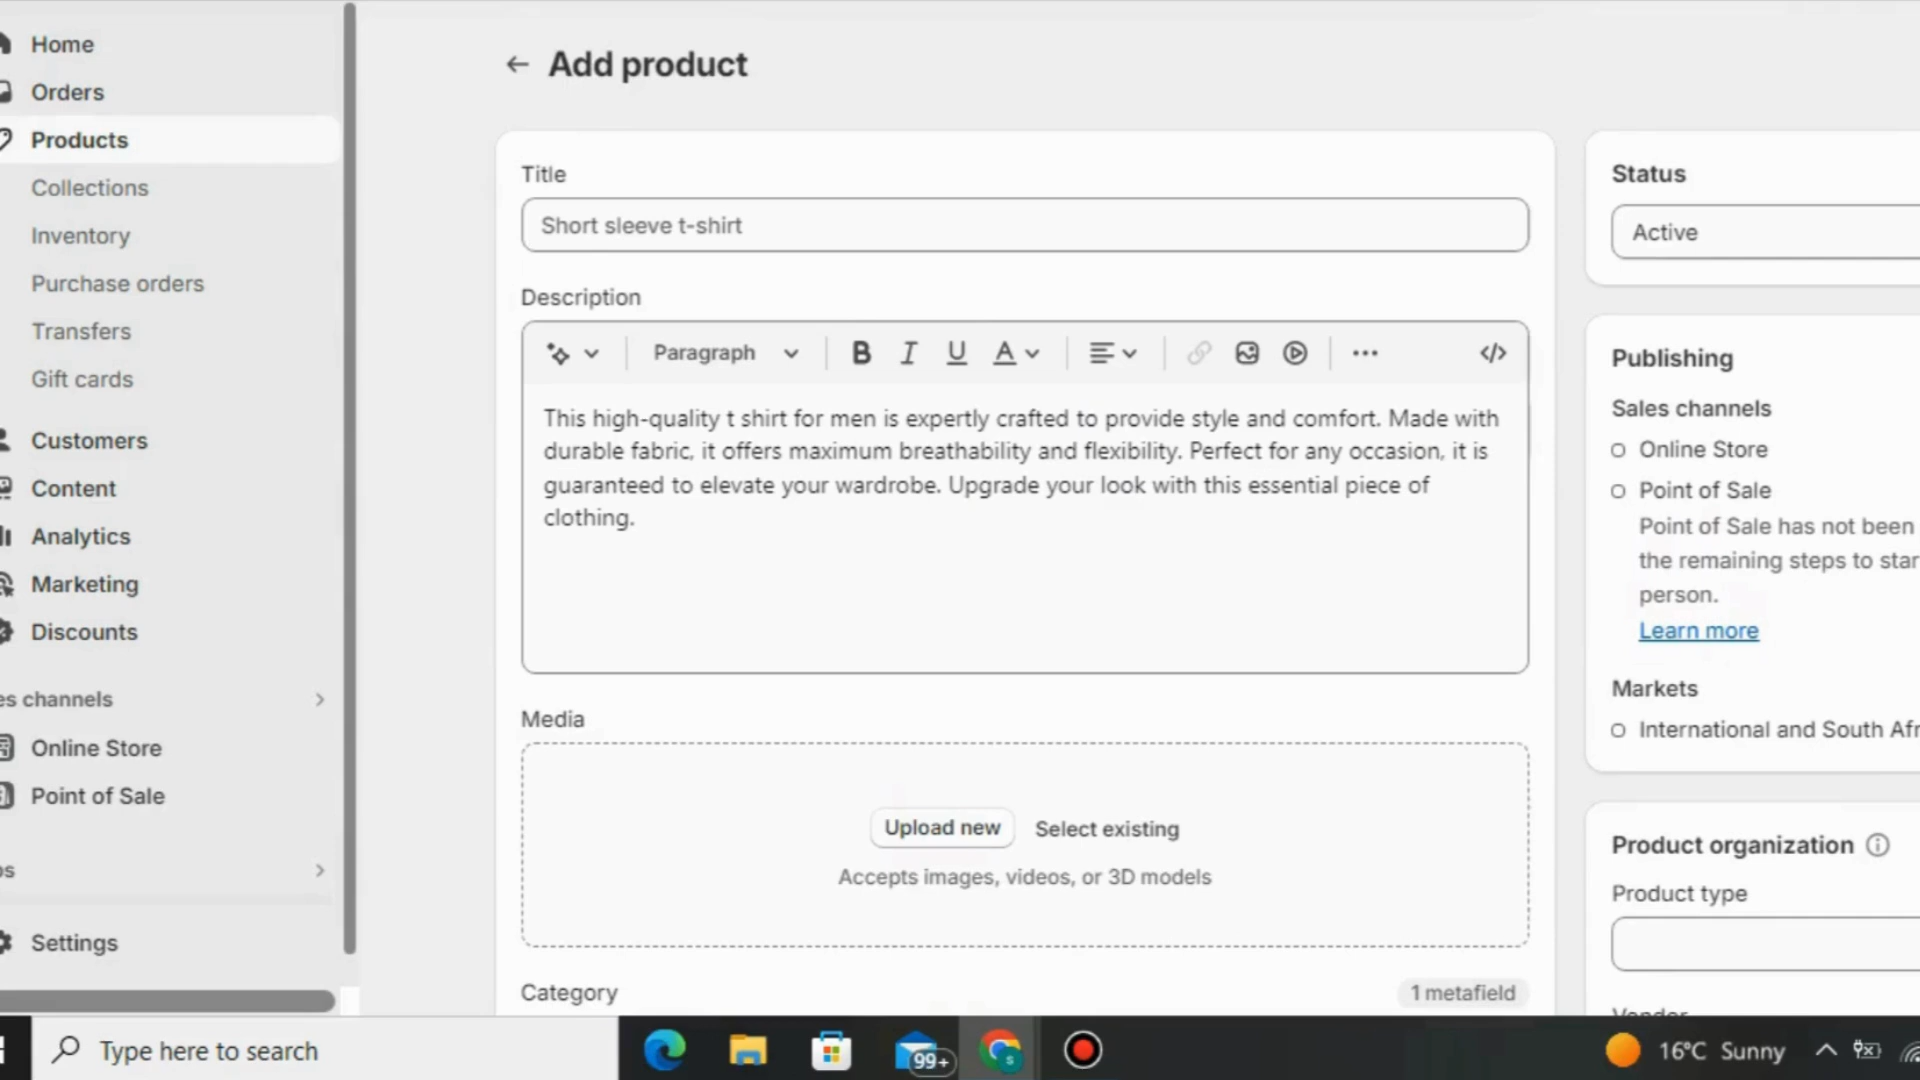 Home
Orders
Products
Collections
Inventory
Purchase orders
Transfers
Gift cards
Customers
Content
Analytics
Marketing
Discounts
es channels
Online Store
Point of Sale
ps
Settings
Add product
Title
Short sleeve t-shirt
Description
Paragraph B I U A
This high-quality t shirt for men is expertly crafted to provide style and comfort. Made with
durable fabric, it offers maximum breathability and flexibility. Perfect for any occasion, it is
guaranteed to elevate your wardrobe. Upgrade your look with this essential piece of
clothing.
Media
Upload new Select existing
Accepts images, videos, or 3D models
Category 1 metafield
Status
Active
Publishing
Sales channels
Online Store
Point of Sale
Point of Sale has not been
the remaining steps to star
person.
Learn more
Markets
International and South Afr
Product organization
Product type
Vendor
Type here to search
99+
16°C Sunny